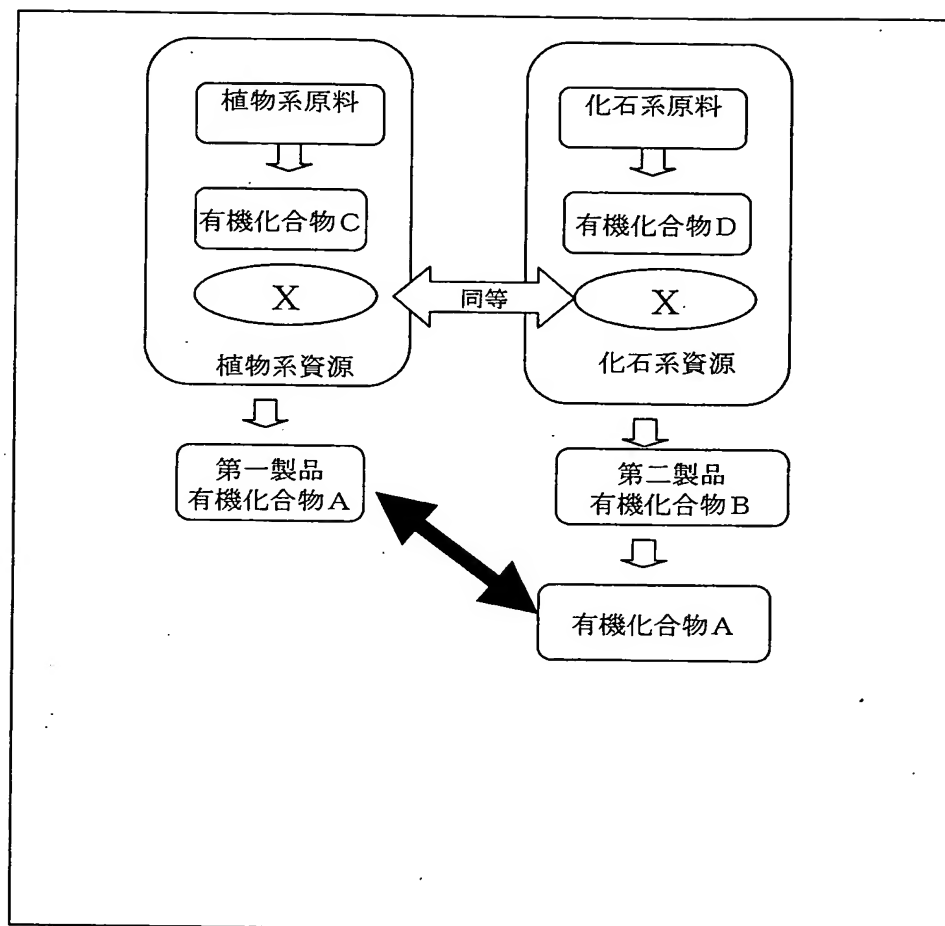 植物系原料
有機化合物C
X
植物系資源
同等
化石系原料
有機化合物D
X
化石系資源
第一製品
有機化合物A
第二製品
有機化合物B
有機化合物A